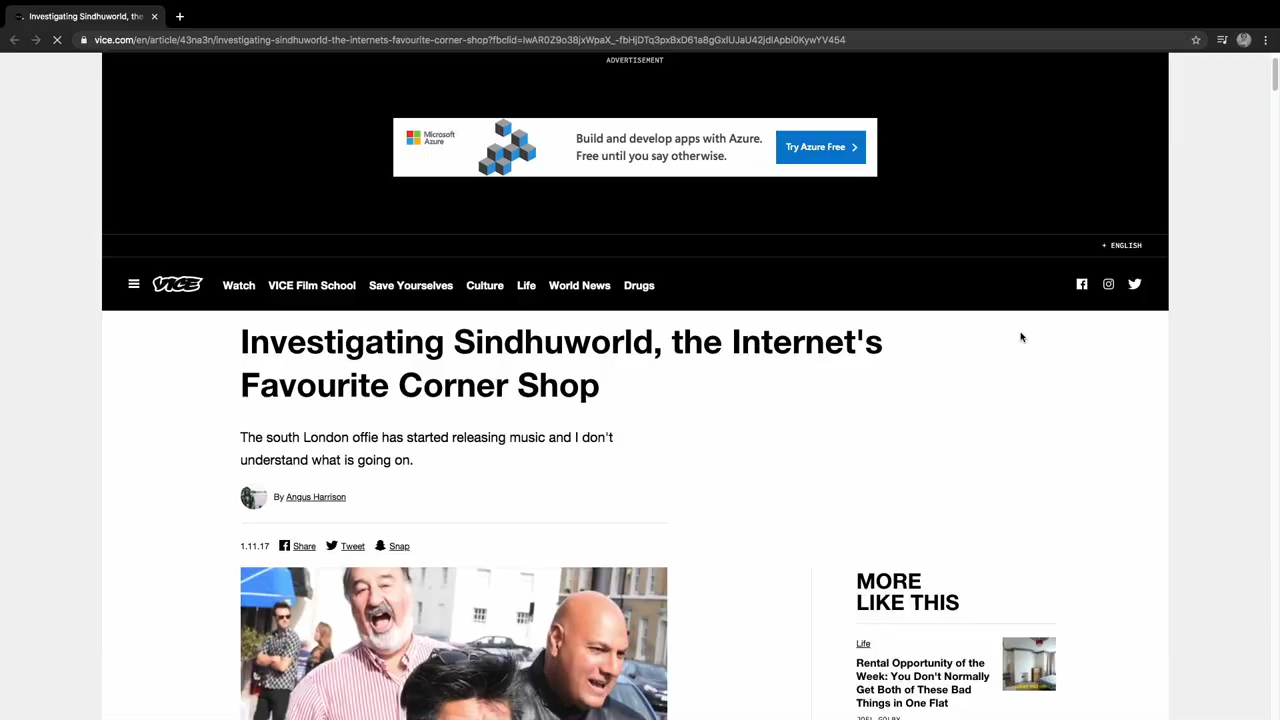 Investigating Sindhuworld, the
vice.com/en/article/43na3n/investigating-sindhuworld-the-internets-favourite-corner-shop?fbclid=IwAR0Z9o38jxWpaX_-fbHjDTq3pxBxD61a8gGxIUJaU42jdIApbi0KywYV454
ADVERTISEMENT
Microsoft
Azure
Build and develop apps with Azure.
Free until you say otherwise.
Try Azure Free
+ ENGLISH
VICE Watch VICE Film School Save Yourselves Culture Life World News Drugs
Investigating Sindhuworld, the Internet's
Favourite Corner Shop
The south London offie has started releasing music and I don't
understand what is going on.
By Angus Harrison
1.11.17 Share Tweet Snap
MORE
LIKE THIS
Life
Rental Opportunity of the
Week: You Don't Normally
Get Both of These Bad
Things in One Flat
JOEL GOLBY